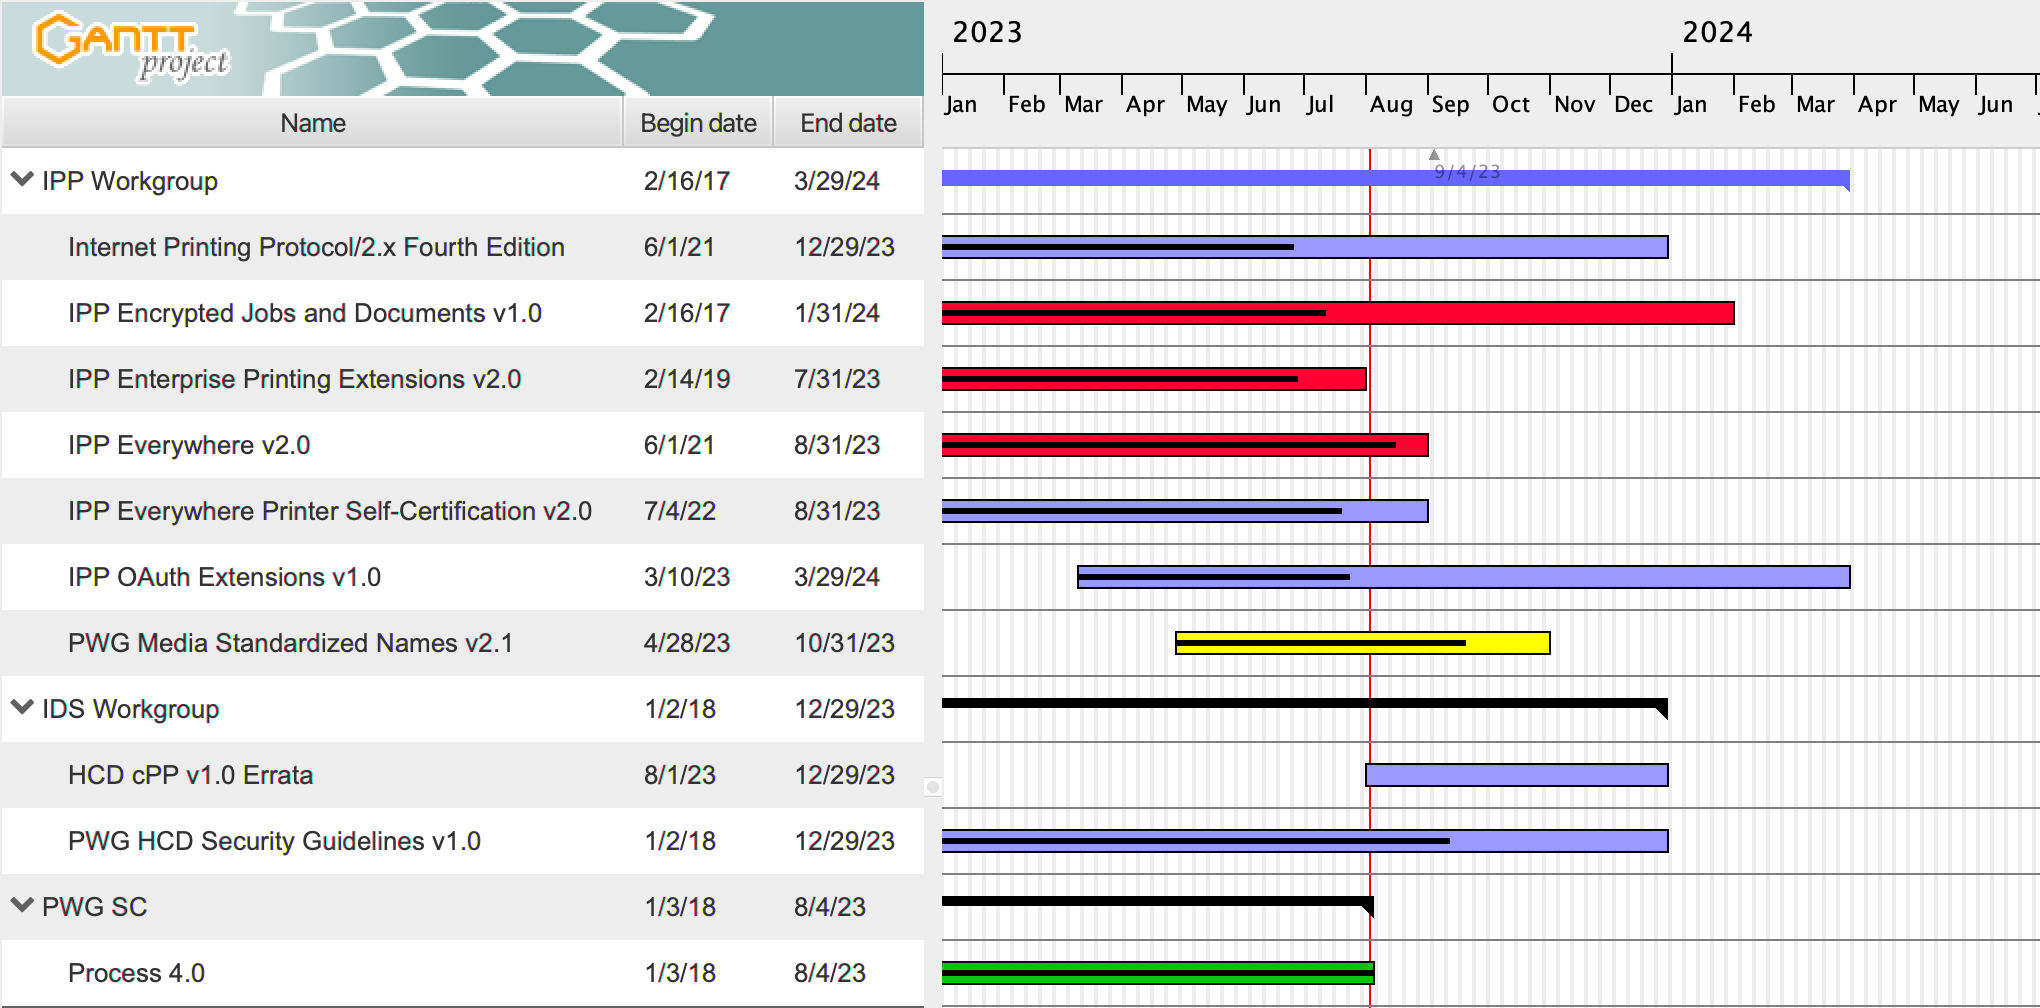 GANTT
project
2023 2024
Jan Feb Mar Apr May Jun Jul Aug Sep Oct Nov Dec Jan Feb Mar Apr May Jun
Name Begin date End date
IPP Workgroup 2/16/17 3/29/24
9/4/23
Internet Printing Protocol/2.x Fourth Edition 6/1/21 12/29/23
IPP Encrypted Jobs and Documents v1.0 2/16/17 1/31/24
IPP Enterprise Printing Extensions v2.0 2/14/19 7/31/23
IPP Everywhere v2.0 6/1/21 8/31/23
IPP Everywhere Printer Self-Certification v2.0 7/4/22 8/31/23
IPP OAuth Extensions v1.0 3/10/23 3/29/24
PWG Media Standardized Names v2.1 4/28/23 10/31/23
IDS Workgroup 1/2/18 12/29/23
HCD cPP v1.0 Errata 8/1/23 12/29/23
PWG HCD Security Guidelines v1.0 1/2/18 12/29/23
PWG SC 1/3/18 8/4/23
Process 4.0 1/3/18 8/4/23